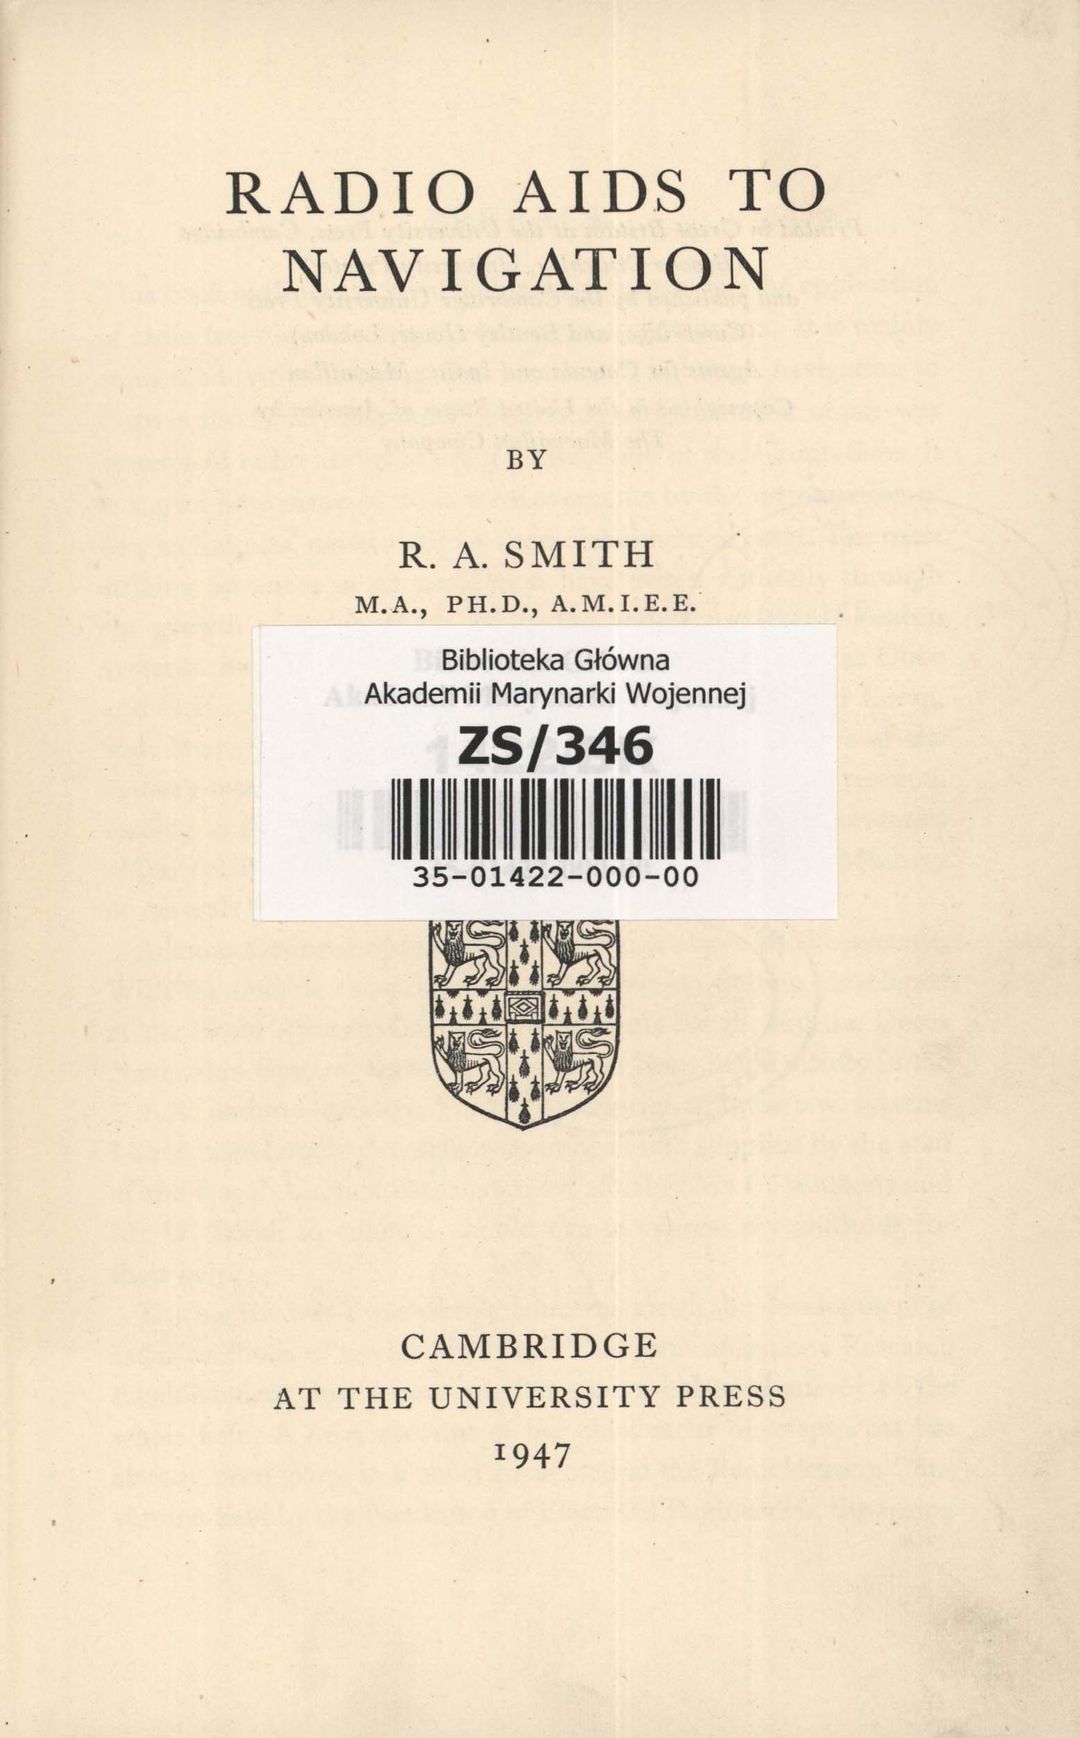 RADIO AIDS TO
NAVIGATION
BY
R. A. SMITH
M.A., PH.D., A.M.I.E.E.
Biblioteka Główna
Akademii Marynarki Wojennej
ZS/346
35-01422-000-00
CAMBRIDGE
AT THE UNIVERSITY PRESS
1947